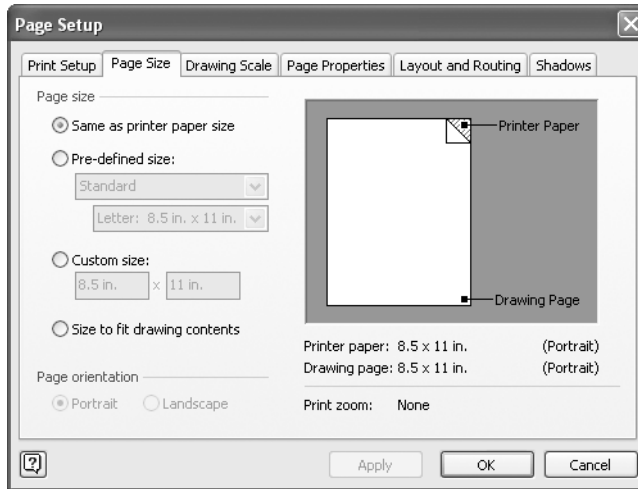 Page Setup
Print Setup Page Size Drawing Scale Page Properties Layout and Routing Shadows
Page size
Same as printer paper size
Pre-defined size:
Standard
Letter: 8.5 in. x 11 in.
Custom size:
8.5 in. x 11 in.
Size to fit drawing contents
Page orientation
Portrait Landscape
Printer Paper
Drawing Page
Printer paper: 8.5 x 11 in. (Portrait)
Drawing page: 8.5 x 11 in. (Portrait)
Print zoom: None
? Apply OK Cancel